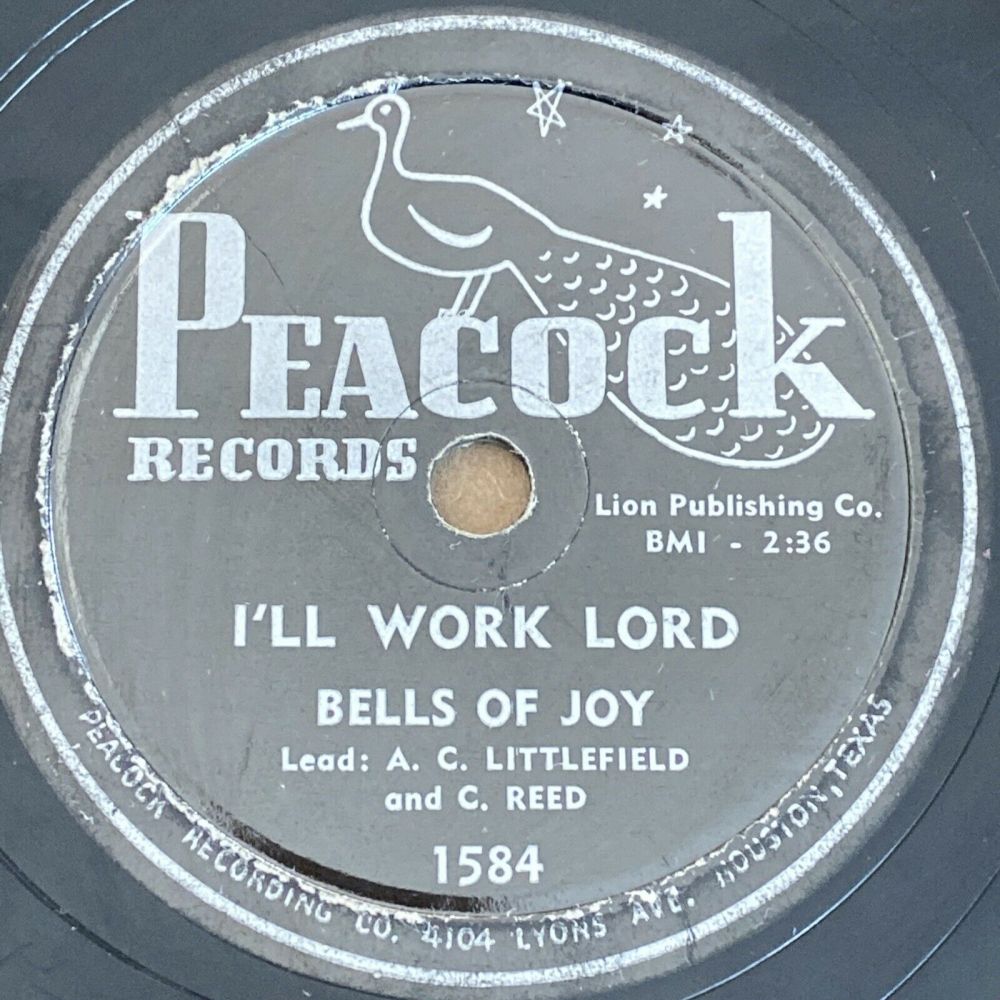 PEACOCK
RECORDS
Lion Publishing Co.
BMI - 2:36
I'LL WORK LORD
BELLS OF JOY
Lead: A. C. LITTLEFIELD
and C. REED
1584
PEACOCK RECORDING CO. 4104 LYONS AVE. HOUSTON, TEXAS